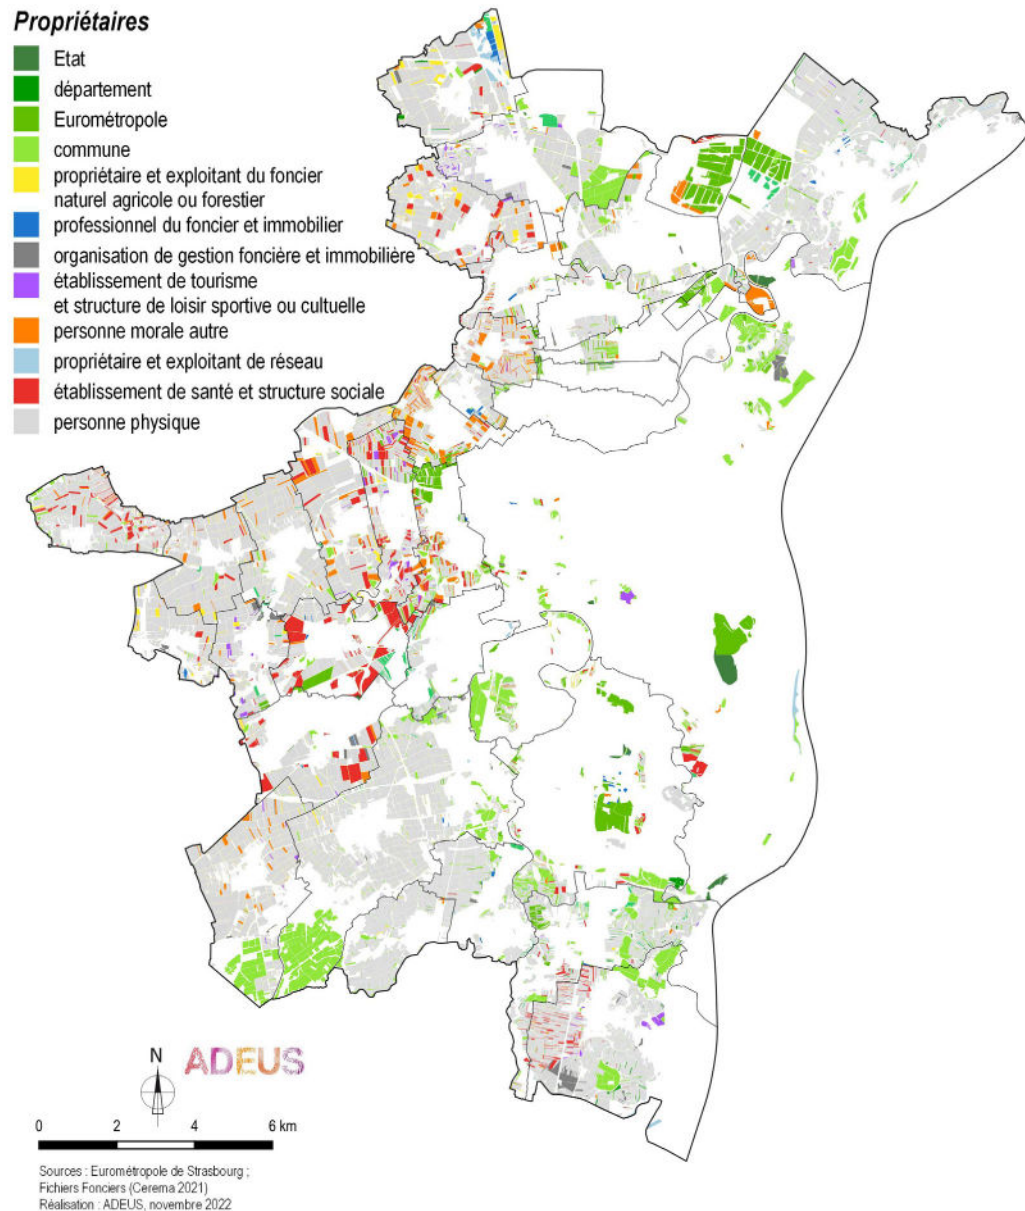 Propriétaires
Etat
département
Eurométropole
commune
propriétaire et exploitant du foncier
naturel agricole ou forestier
professionnel du foncier et immobilier
organisation de gestion foncière et immobilière
établissement de tourisme
et structure de loisir sportive ou cultuelle
personne morale autre
propriétaire et exploitant de réseau
établissement de santé et structure sociale
personne physique
N
ADEUS
0 2 4 6 km
Sources : Eurométropole de Strasbourg ;
Fichiers Fonciers (Cerema 2021)
Réalisation : ADEUS, novembre 2022